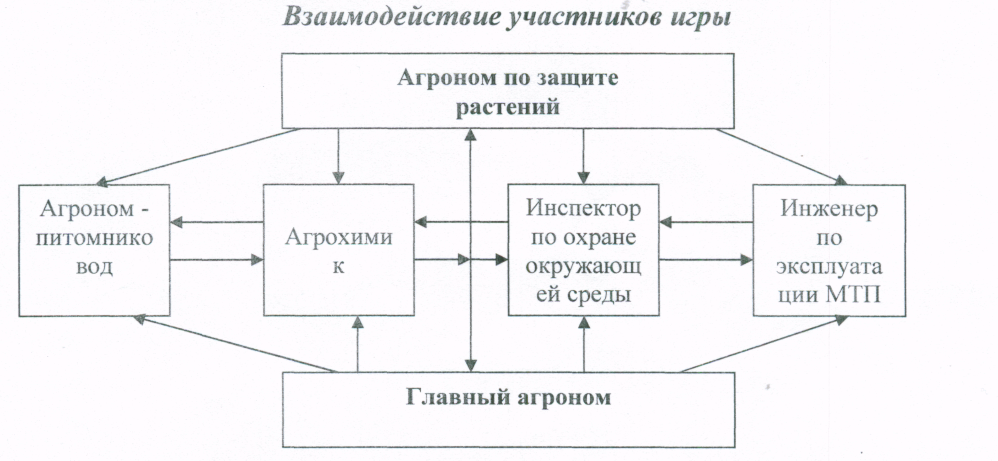 Взаимодействие участников игры
Агроном по защите
растений
Агроном -
питомнико
вод
Агрохими
к
Инспектор
по охране
окружающ
ей среды
Инженер
по
эксплуата
ции МТП
Главный агроном